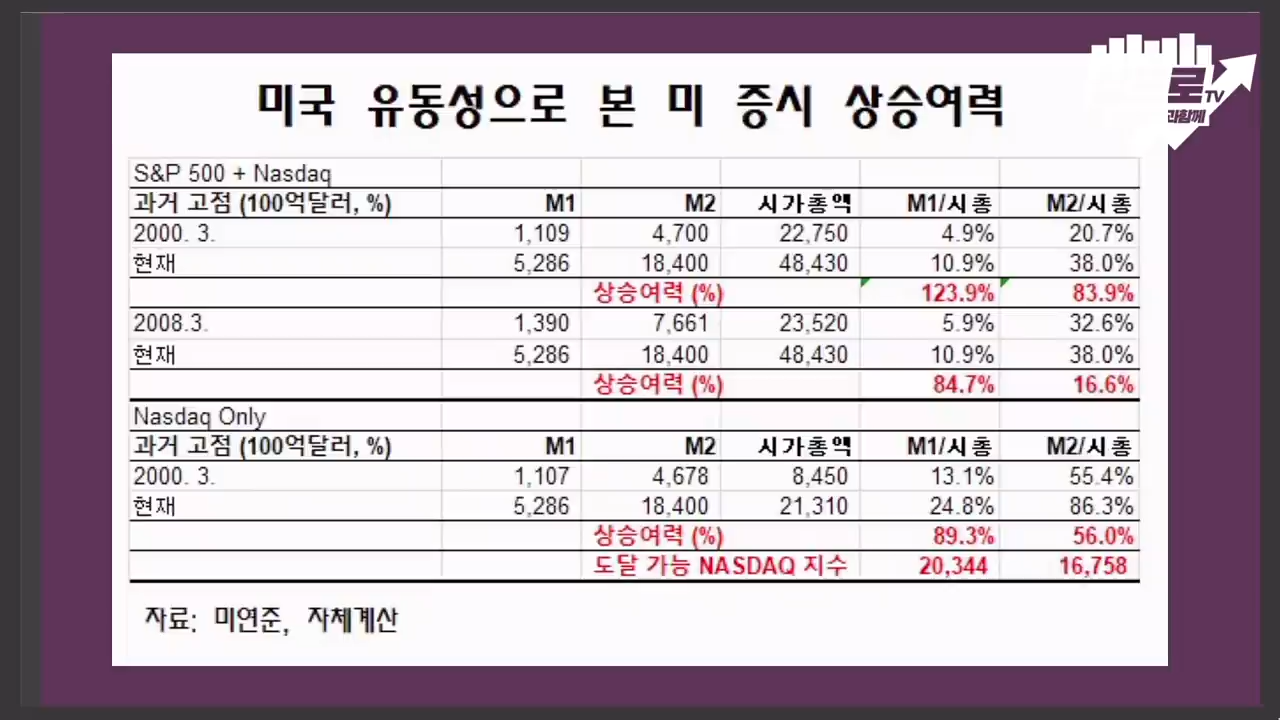 미국 유동성으로 본 미 증시 상승여력
로TV
과함께
S&P 500 + Nasdaq
과거 고점 (100억달러, %) M1 M2 시가총액 M1/시총 M2/시총
2000. 3. 1,109 4,700 22,750 4.9% 20.7%
현재 5,286 18,400 48,430 10.9% 38.0%
상승여력 (%) 123.9% 83.9%
2008.3. 1,390 7,661 23,520 5.9% 32.6%
현재 5,286 18,400 48,430 10.9% 38.0%
상승여력 (%) 84.7% 16.6%
Nasdaq Only
과거 고점 (100억달러, %) M1 M2 시가총액 M1/시총 M2/시총
2000. 3. 1,107 4,678 8,450 13.1% 55.4%
현재 5,286 18,400 21,310 24.8% 86.3%
상승여력 (%) 89.3% 56.0%
도달 가능 NASDAQ 지수 20,344 16,758
자료: 미연준, 자체계산